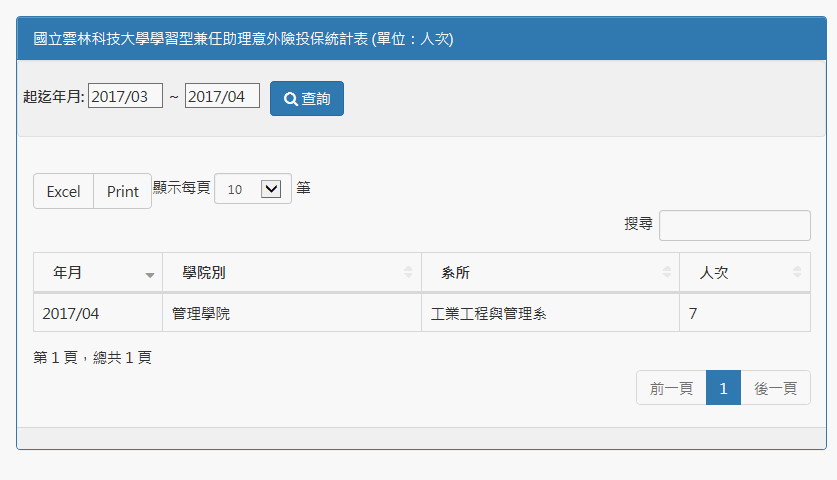 國立雲林科技大學學習型兼任助理意外險投保統計表 (單位：人次)
起迄年月: 2017/03 ~ 2017/04 查詢
Excel Print 顯示每頁 10 筆
搜尋
年月 學院別 系所 人次
2017/04 管理學院 工業工程與管理系 7
第 1 頁，總共 1 頁
前一頁 1 後一頁